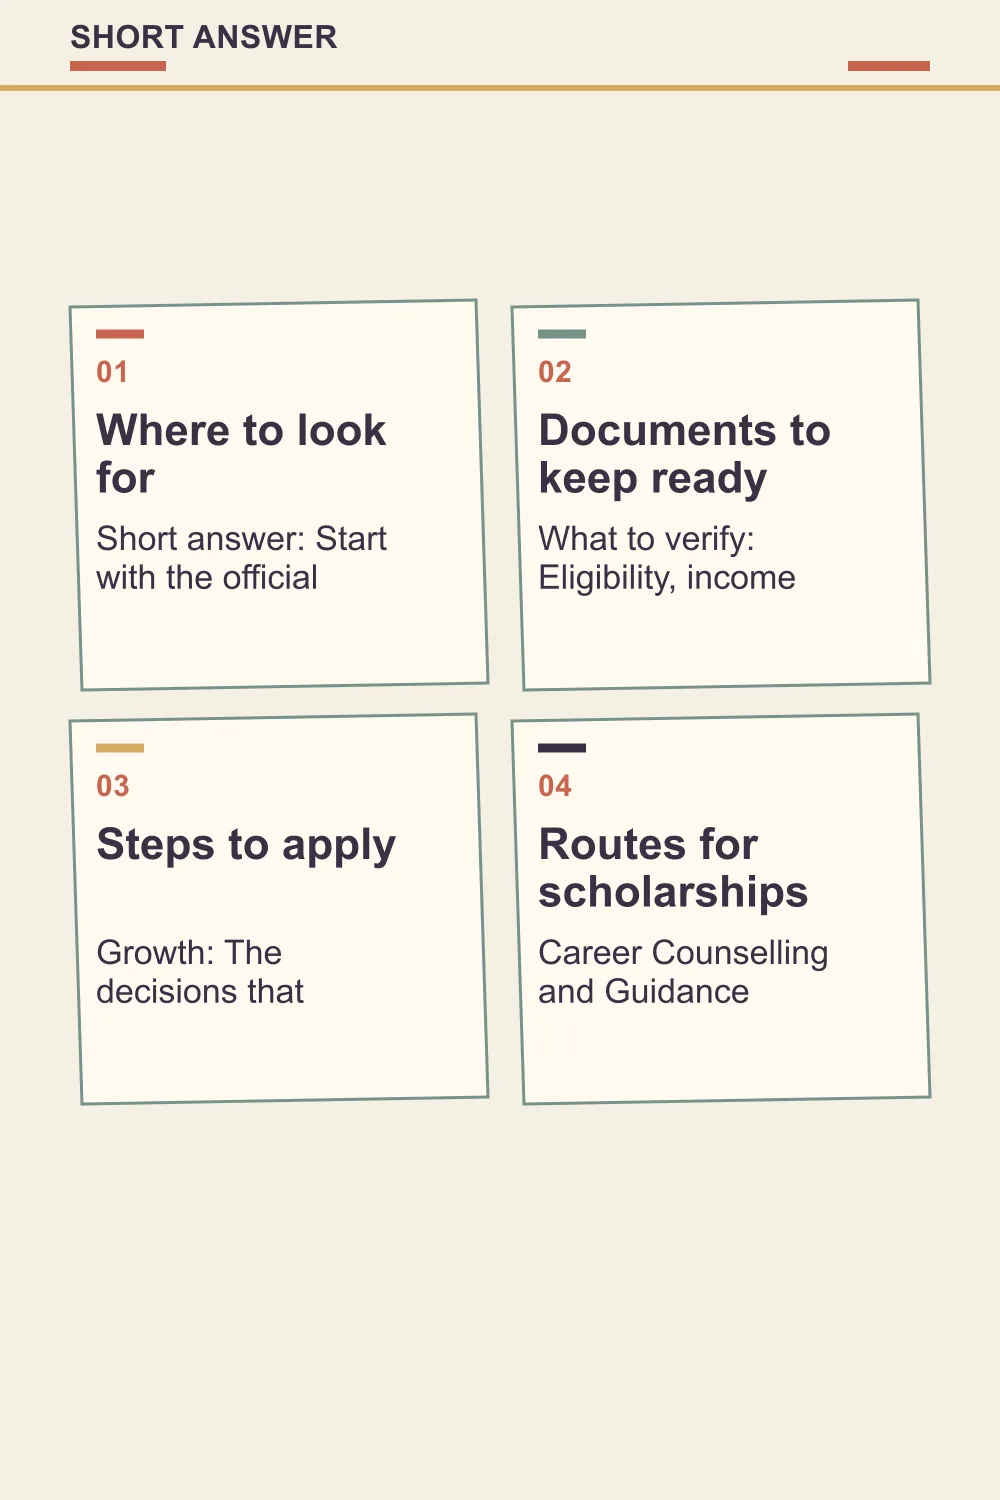 SHORT ANSWER
01
Where to look
for
Short answer: Start
with the official
02
Documents to
keep ready
What to verify:
Eligibility, income
03
Steps to apply
Growth: The
decisions that
04
Routes for
scholarships
Career Counselling
and Guidance